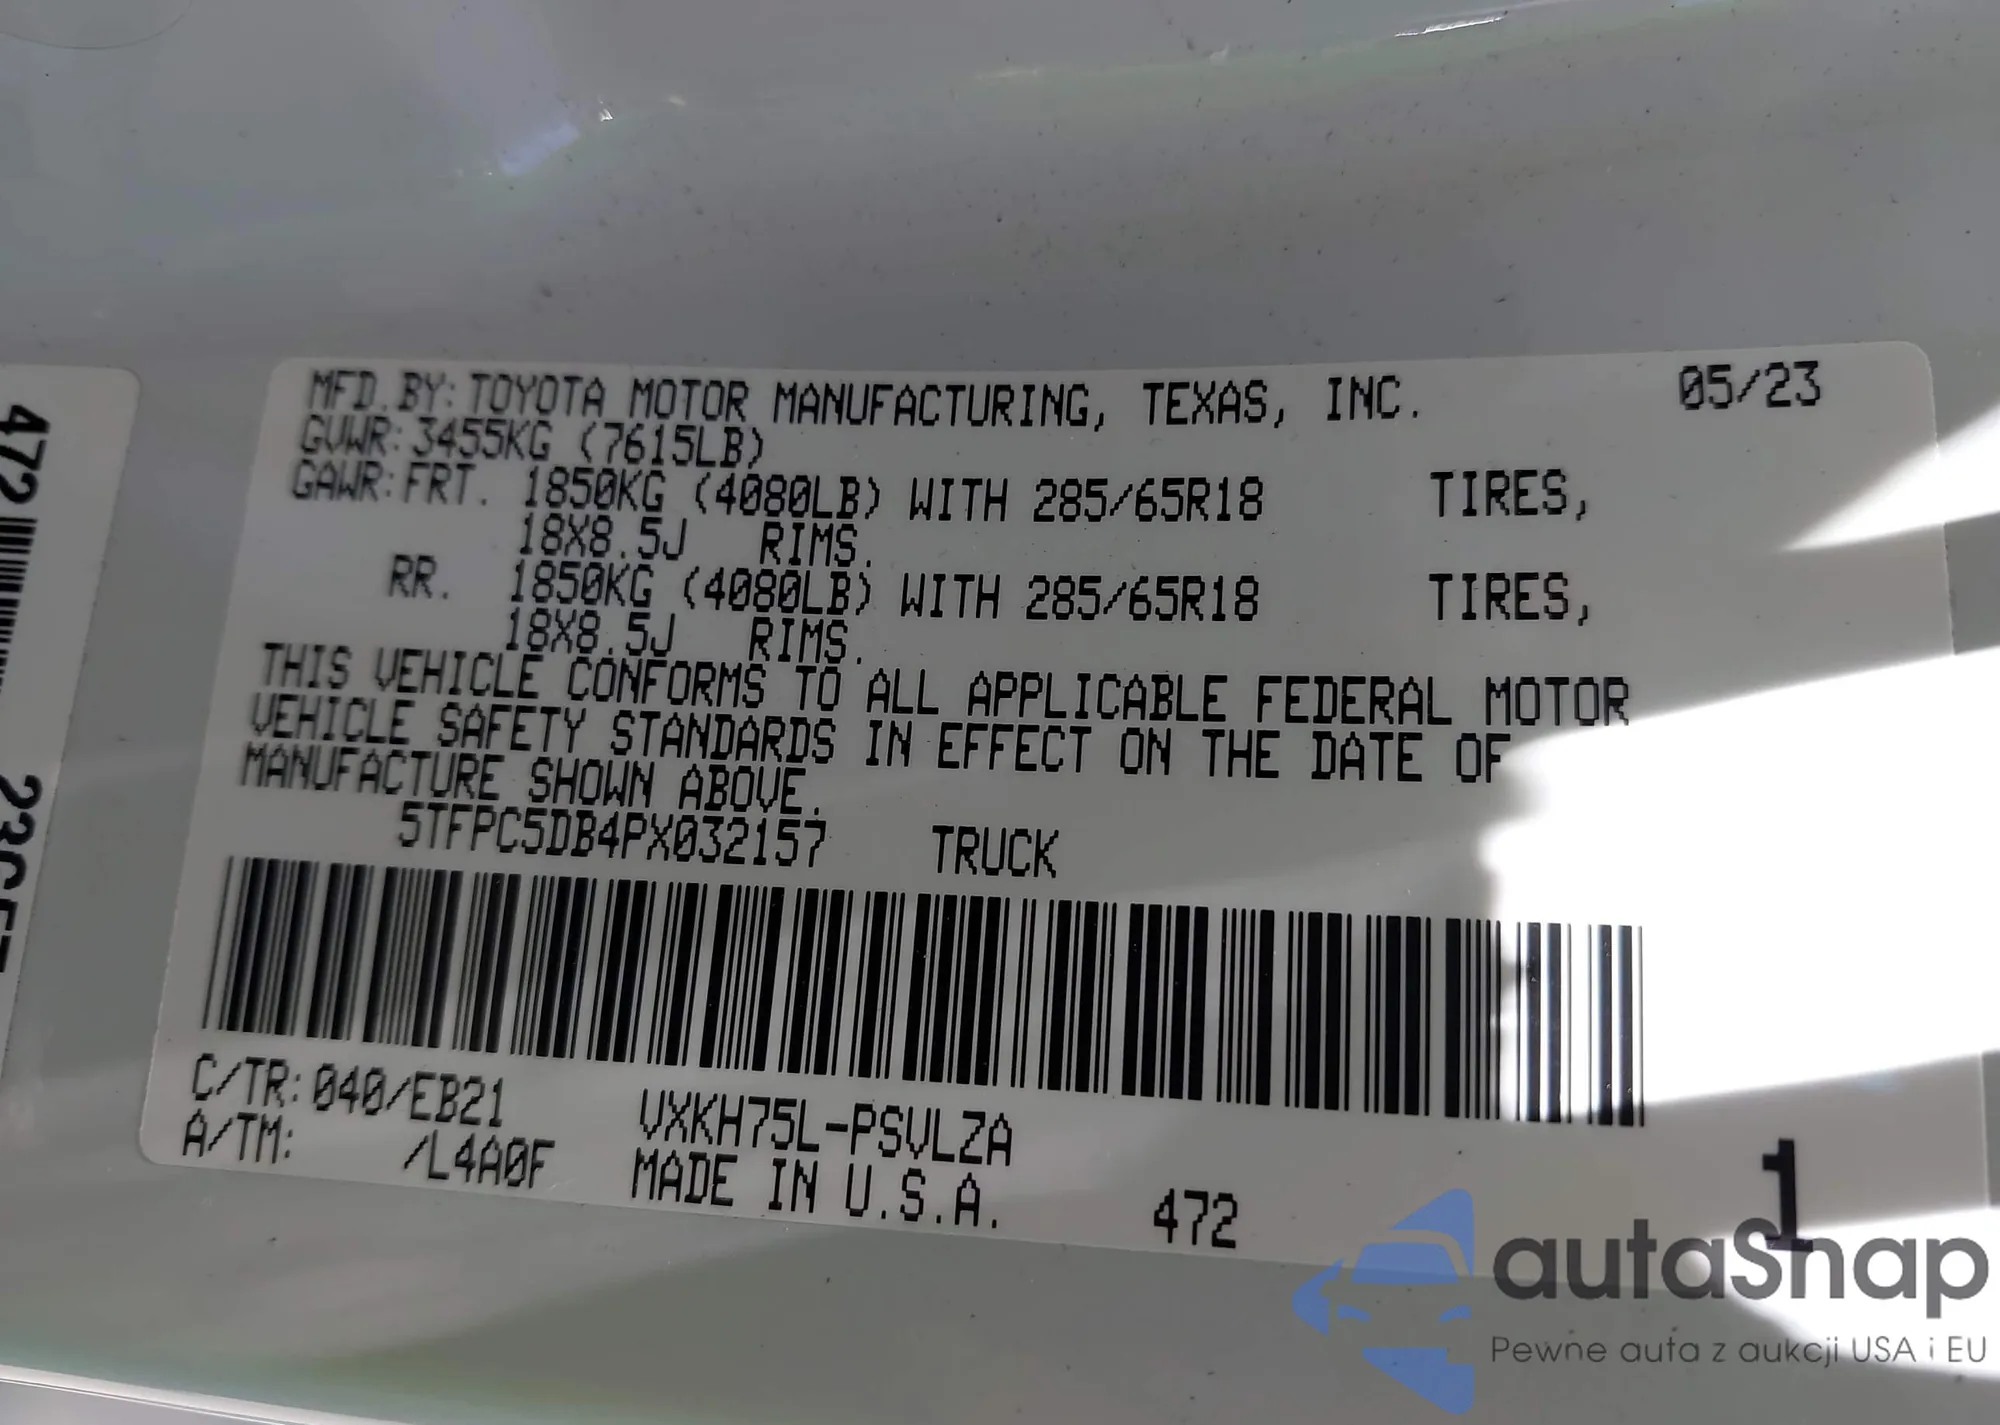 MFD. BY: TOYOTA MOTOR MANUFACTURING, TEXAS, INC. 05/23
GVWR: 3455KG (7615LB)
GAWR: FRT. 1850KG (4080LB) WITH 285/65R18 TIRES,
18X8.5J RIMS.
RR. 1850KG (4080LB) WITH 285/65R18 TIRES,
18X8.5J RIMS.
THIS VEHICLE CONFORMS TO ALL APPLICABLE FEDERAL MOTOR
VEHICLE SAFETY STANDARDS IN EFFECT ON THE DATE OF
MANUFACTURE SHOWN ABOVE.
5TFPC5DB4PX032157 TRUCK
C/TR: 040/EB21 VXKH75L-PSVLZA
A/TM: /L4A0F MADE IN U.S.A. 472
1
472
autoSnap
Pewne auta z aukcji USA i EU